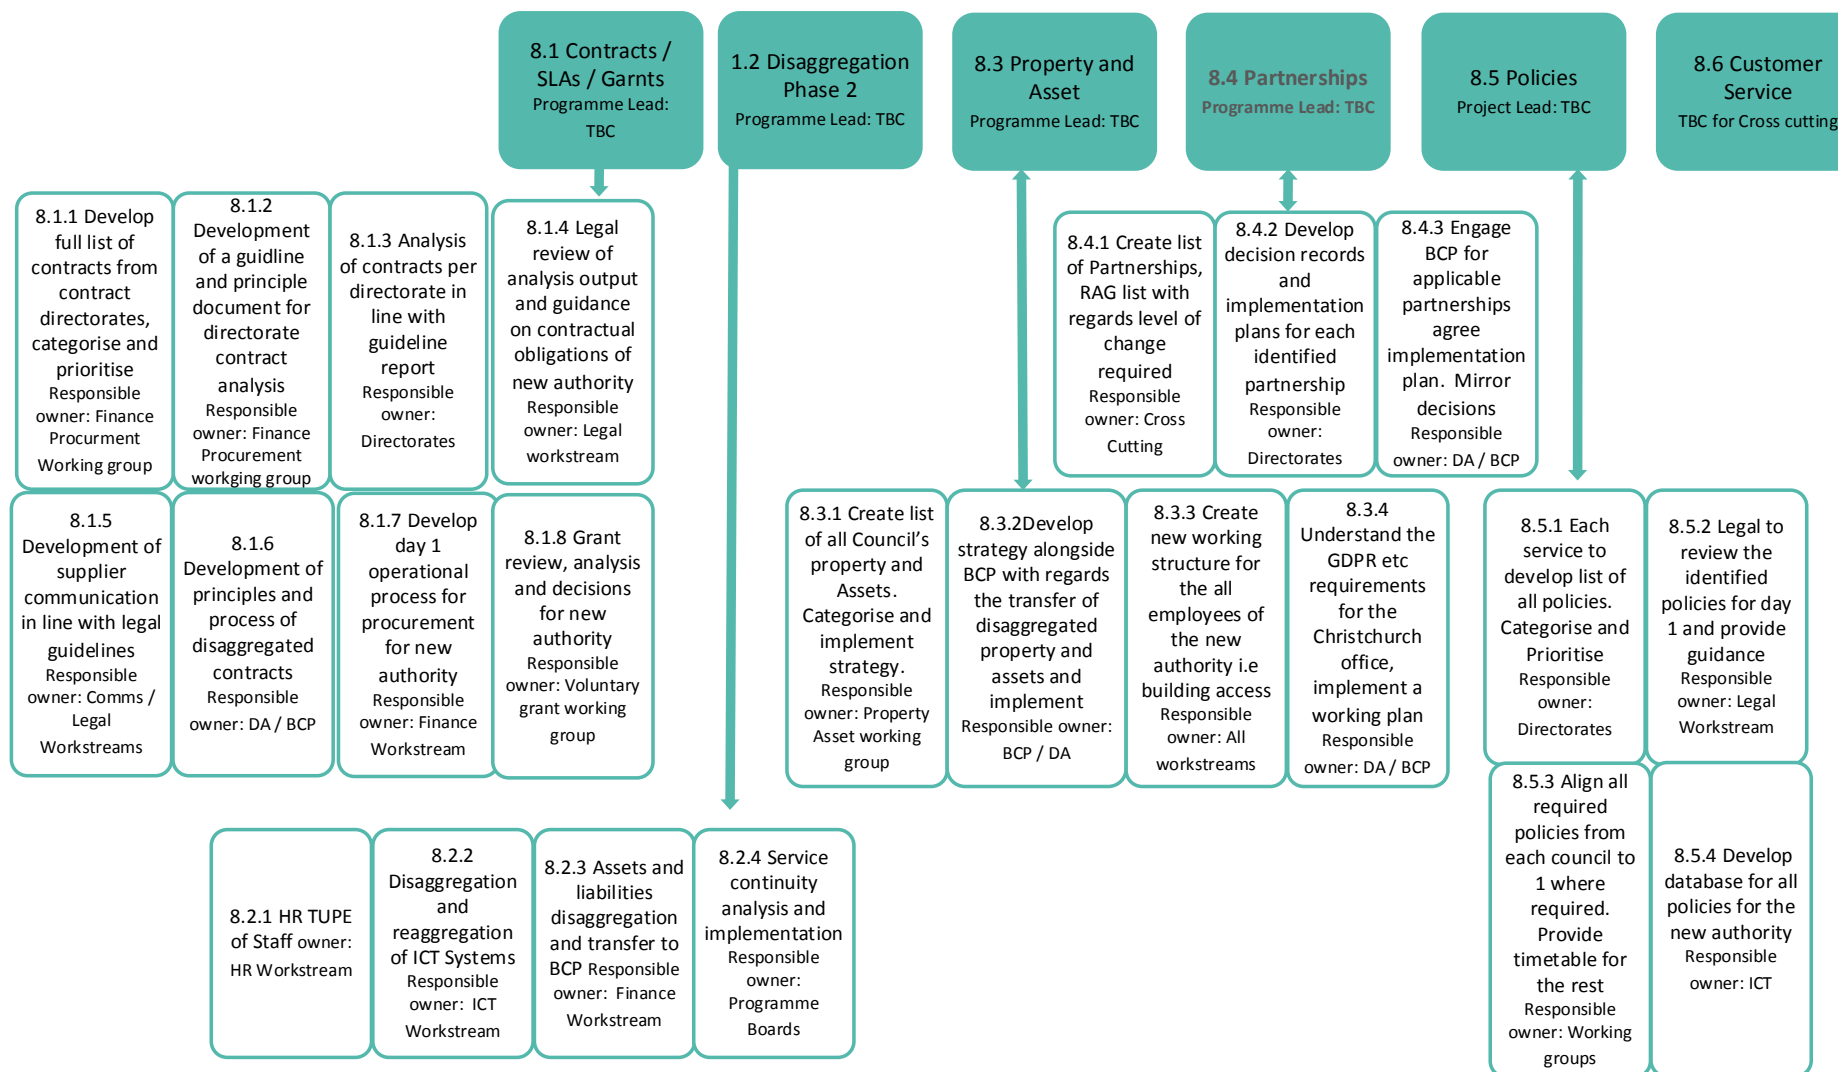 8.1 Contracts /
SLAs / Garnts
Programme Lead:
TBC
1.2 Disaggregation
Phase 2
Programme Lead: TBC
8.3 Property and
Asset
Programme Lead: TBC
8.4 Partnerships
Programme Lead: TBC
8.5 Policies
Project Lead: TBC
8.6 Customer
Service
TBC for Cross cutting
8.1.1 Develop
full list of
contracts from
contract
directorates,
categorise and
prioritise
Responsible
owner: Finance
Procurment
Working group
8.1.2
Development
of a guidline
and principle
document for
directorate
contract
analysis
Responsible
owner: Finance
Procurement
workging group
8.1.3 Analysis
of contracts per
directorate in
line with
guideline
report
Responsible
owner:
Directorates
8.1.4 Legal
review of
analysis output
and guidance
on contractual
obligations of
new authority
Responsible
owner: Legal
workstream
8.4.1 Create list
of Partnerships,
RAG list with
regards level of
change
required
Responsible
owner: Cross
Cutting
8.4.2 Develop
decision records
and
implementation
plans for each
identified
partnership
Responsible
owner:
Directorates
8.4.3 Engage
BCP for
applicable
partnerships
agree
implementation
plan.  Mirror
decisions
Responsible
owner: DA / BCP
8.1.5
Development of
supplier
communication
in line with legal
guidelines
Responsible
owner: Comms /
Legal
Workstreams
8.1.6
Development of
principles and
process of
disaggregated
contracts
Responsible
owner: DA / BCP
8.1.7 Develop
day 1
operational
process for
procurement
for new
authority
Responsible
owner: Finance
Workstream
8.1.8 Grant
review, analysis
and decisions
for new
authority
Responsible
owner: Voluntary
grant working
group
8.3.1 Create list
of all Council's
property and
Assets.
Categorise and
implement
strategy.
Responsible
owner: Property
Asset working
group
8.3.2Develop
strategy alongside
BCP with regards
the transfer of
disaggregated
property and
assets and
implement
Responsible owner:
BCP / DA
8.3.3 Create
new working
structure for
the all
employees of
the new
authority i.e
building access
Responsible
owner: All
workstreams
8.3.4
Understand the
GDPR etc
requirements
for the
Christchurch
office,
implement a
working plan
Responsible
owner: DA / BCP
8.5.1 Each
service to
develop list of
all policies.
Categorise and
Prioritise
Responsible
owner:
Directorates
8.5.2 Legal to
review the
identified
policies for day
1 and provide
guidance
Responsible
owner: Legal
Workstream
8.2.1 HR TUPE
of Staff owner:
HR Workstream
8.2.2
Disaggregation
and
reaggregation
of ICT Systems
Responsible
owner:  ICT
Workstream
8.2.3 Assets and
liabilities
disaggregation
and transfer to
BCP Responsible
owner:  Finance
Workstream
8.2.4 Service
continuity
analysis and
implementation
Responsible
owner:
Programme
Boards
8.5.3 Align all
required
policies from
each council to
1 where
required.
Provide
timetable for
the rest
Responsible
owner: Working
groups
8.5.4 Develop
database for all
policies for the
new authority
Responsible
owner: ICT